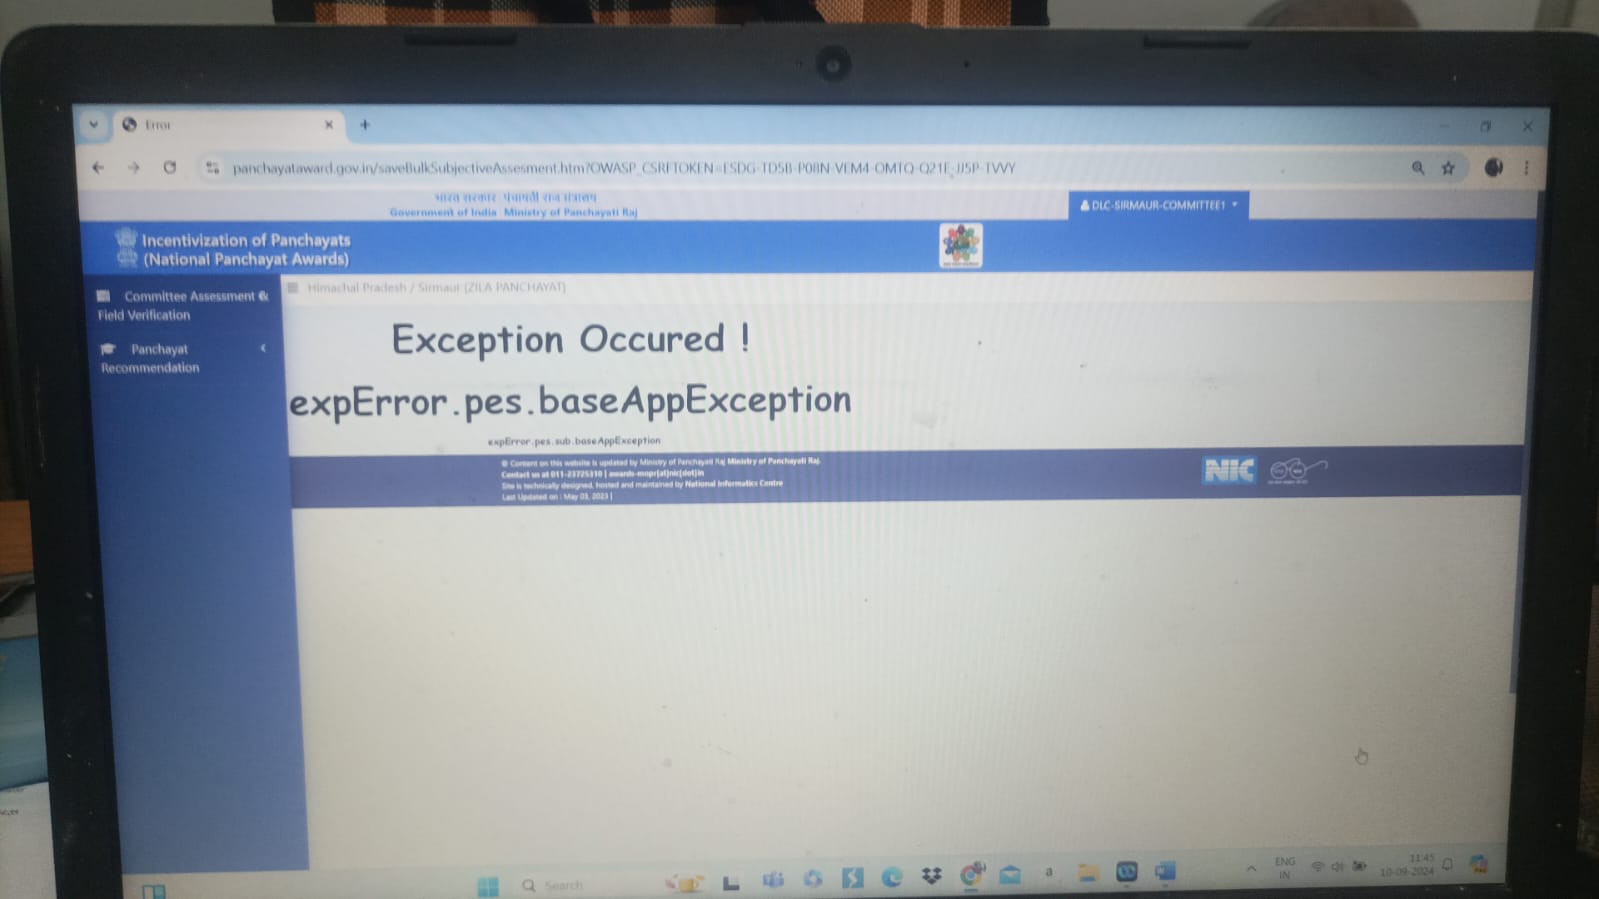 Error
panchayataward.gov.in/saveBulkSubjectiveAssesment.htm?OWASP_CSRFTOKEN=ESDG-TD5B-P08N-VEM4-OMTQ-Q21E-JJ5P-TVVY
भारत सरकार पंचायती राज मंत्रालय
Government of India Ministry of Panchayati Raj
DLC-SIRMAUR-COMMITTEE1
Incentivization of Panchayats
(National Panchayat Awards)
Committee Assessment &
Field Verification
Panchayat
Recommendation
Himachal Pradesh / Sirmaur (ZILA PANCHAYAT)
Exception Occured !
expError.pes.baseAppException
expError.pes.sub.baseAppException
© Content on this website is updated by Ministry of Panchayati Raj Ministry of Panchayati Raj.
Contact us at 011-23725310 | awards-mopr[at]nic[dot]in
Site is technically designed, hosted and maintained by National Informatics Centre
Last Updated on : May 03, 2023 |
NIC
Search
a
ENG
IN
11:45
10-09-2024